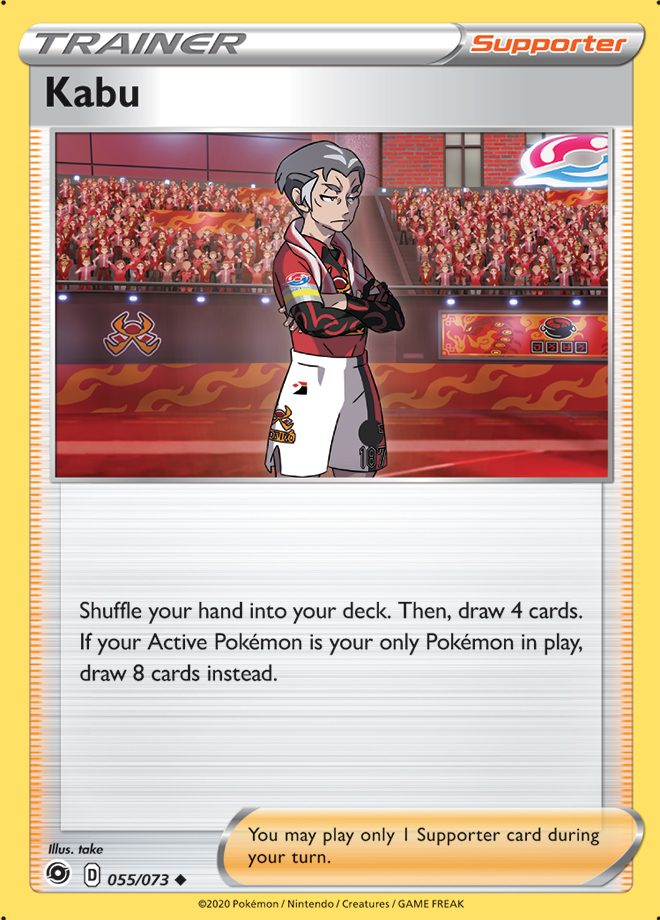 TRAINER
Supporter
Kabu
187
Shuffle your hand into your deck. Then, draw 4 cards.
If your Active Pokémon is your only Pokémon in play,
draw 8 cards instead.
You may play only 1 Supporter card during
your turn.
Illus. take
D 055/073
©2020 Pokémon / Nintendo / Creatures / GAME FREAK